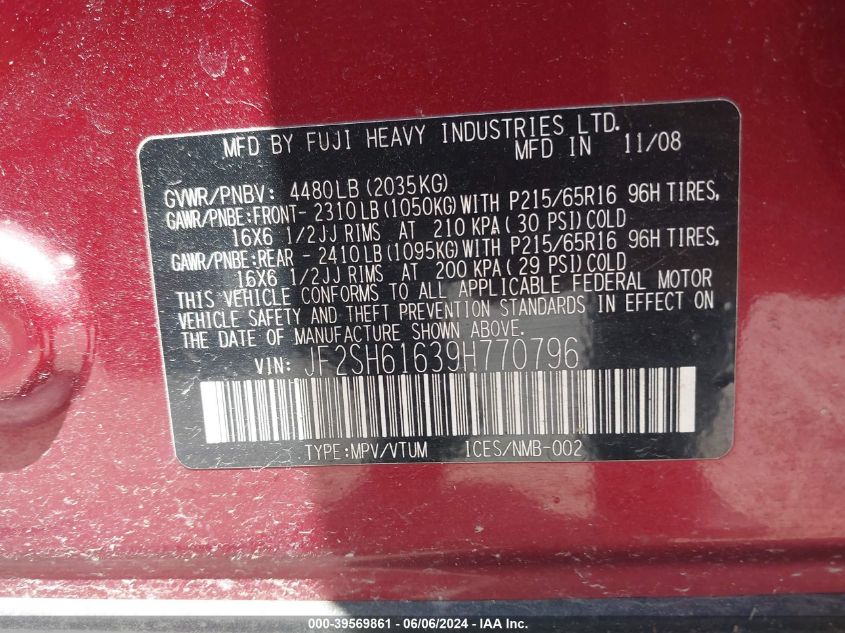 MFD BY FUJI HEAVY INDUSTRIES LTD.
MFD IN 11/08
GVWR/PNBV: 4480LB(2035KG)
GAWR/PNBE:FRONT-2310LB(1050KG)WITH P215/65R16 96H TIRES,
16X6 1/2JJ RIMS AT 210 KPA(30 PSI)COLD
GAWR/PNBE:REAR -2410LB(1095KG)WITH P215/65R16 96H TIRES,
16X6 1/2JJ RIMS AT 200 KPA(29 PSI)COLD
THIS VEHICLE CONFORMS TO ALL APPLICABLE FEDERAL MOTOR
VEHICLE SAFETY AND THEFT PREVENTION STANDARDS IN EFFECT ON
THE DATE OF MANUFACTURE SHOWN ABOVE.
VIN: JF2SH61639H770796
TYPE:MPV/VTUM ICES/NMB-002
000-39569861 - 06/06/2024 - IAA Inc.